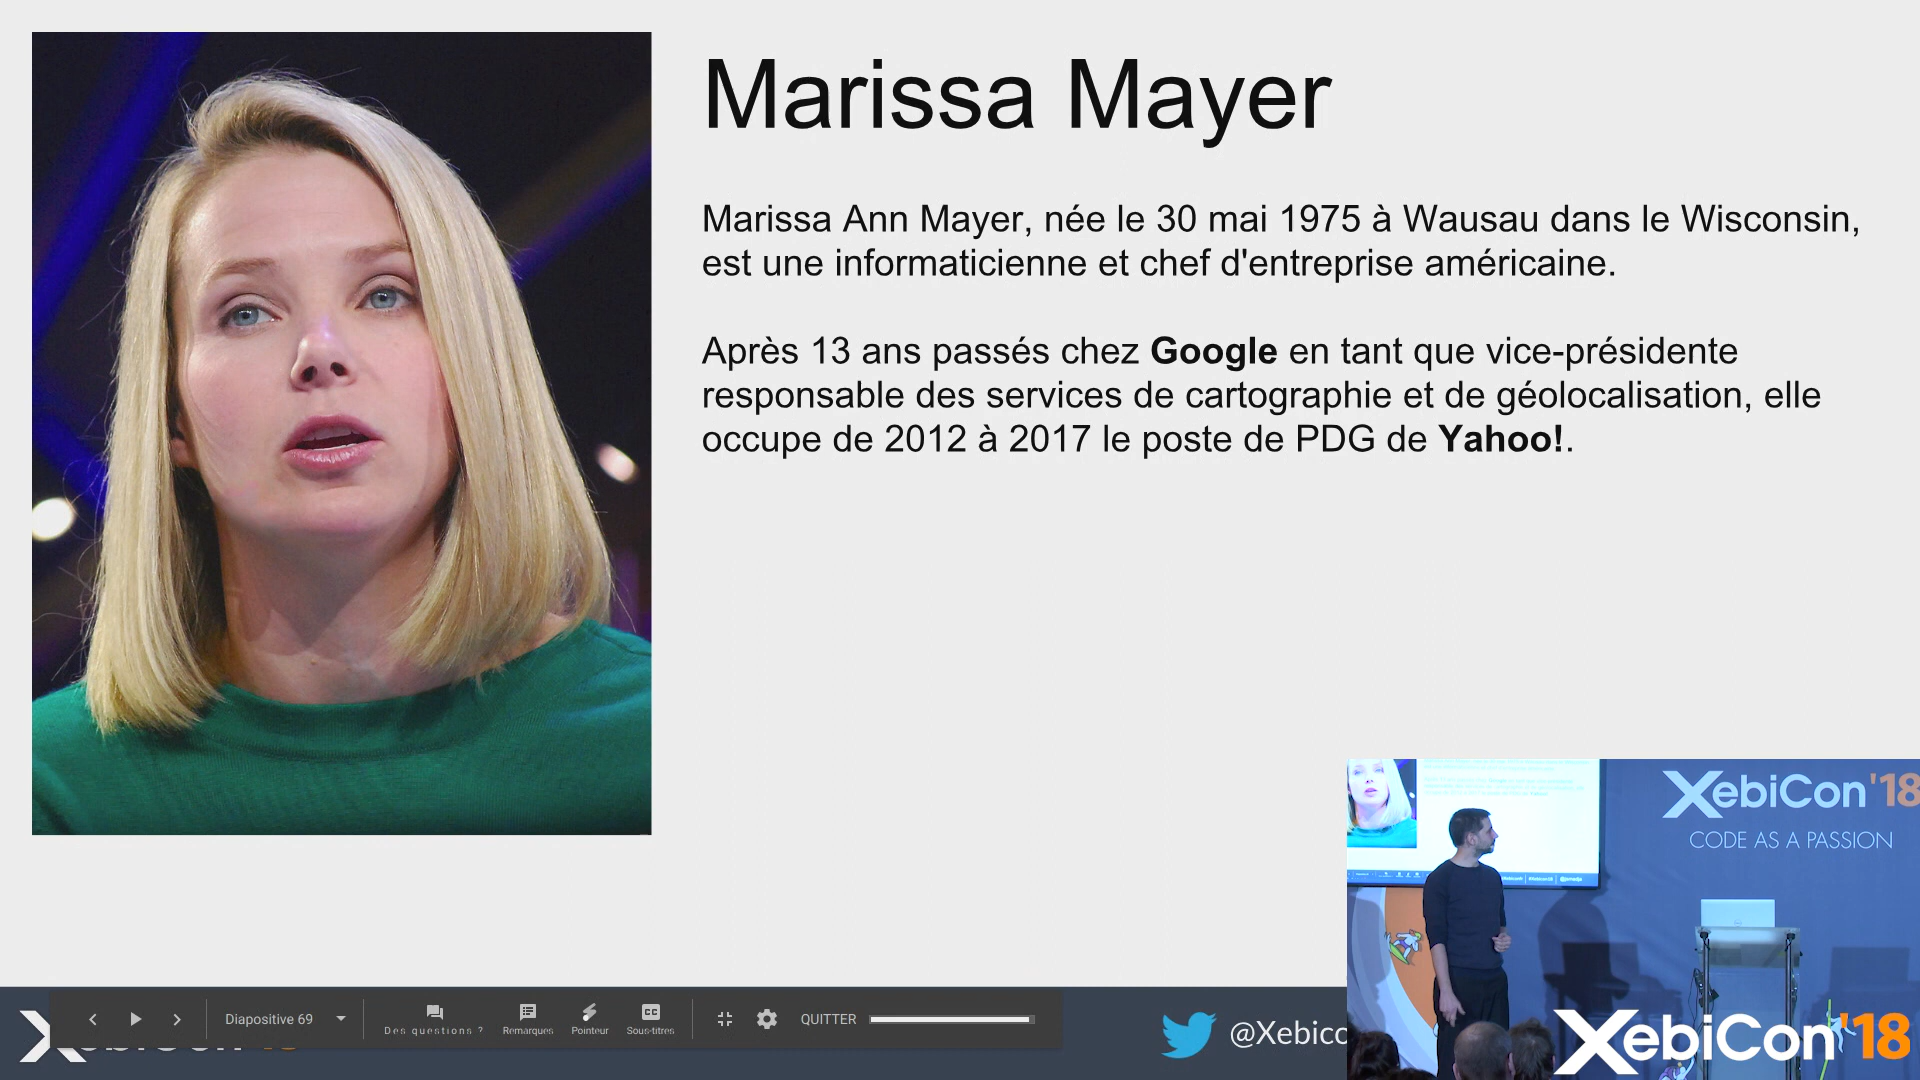 Marissa Mayer
Marissa Ann Mayer, née le 30 mai 1975 à Wausau dans le Wisconsin,
est une informaticienne et chef d'entreprise américaine.
Après 13 ans passés chez Google en tant que vice-présidente
responsable des services de cartographie et de géolocalisation, elle
occupe de 2012 à 2017 le poste de PDG de Yahoo!.
XebiCon'18
CODE AS A PASSION
Diapositive 69
Des questions ?
Remarques
Pointeur
Sous-titres
QUITTER
@Xebico
XebiCon'18